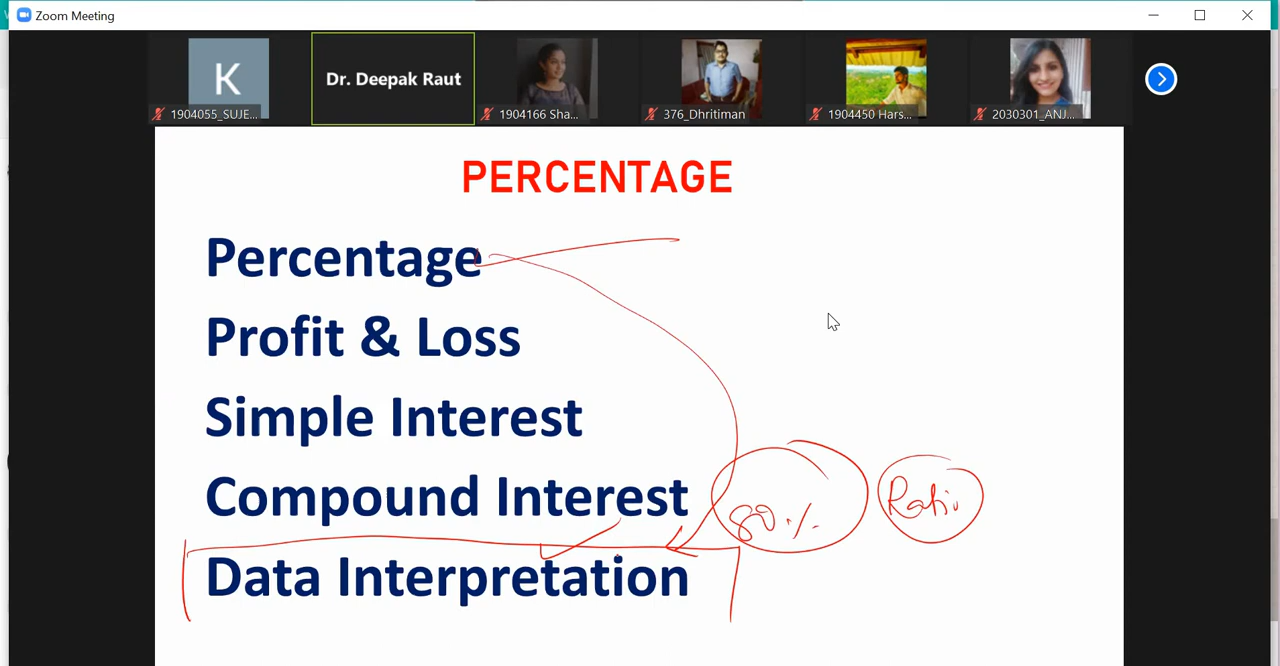 Zoom Meeting
K
Dr. Deepak Raut
1904055_SUJE...
1904166 Sha...
376_Dhritiman
1904450 Hars...
2030301_ANJ...
PERCENTAGE
Percentage
Profit & Loss
Simple Interest
Compound Interest
80 % Ratio
Data Interpretation